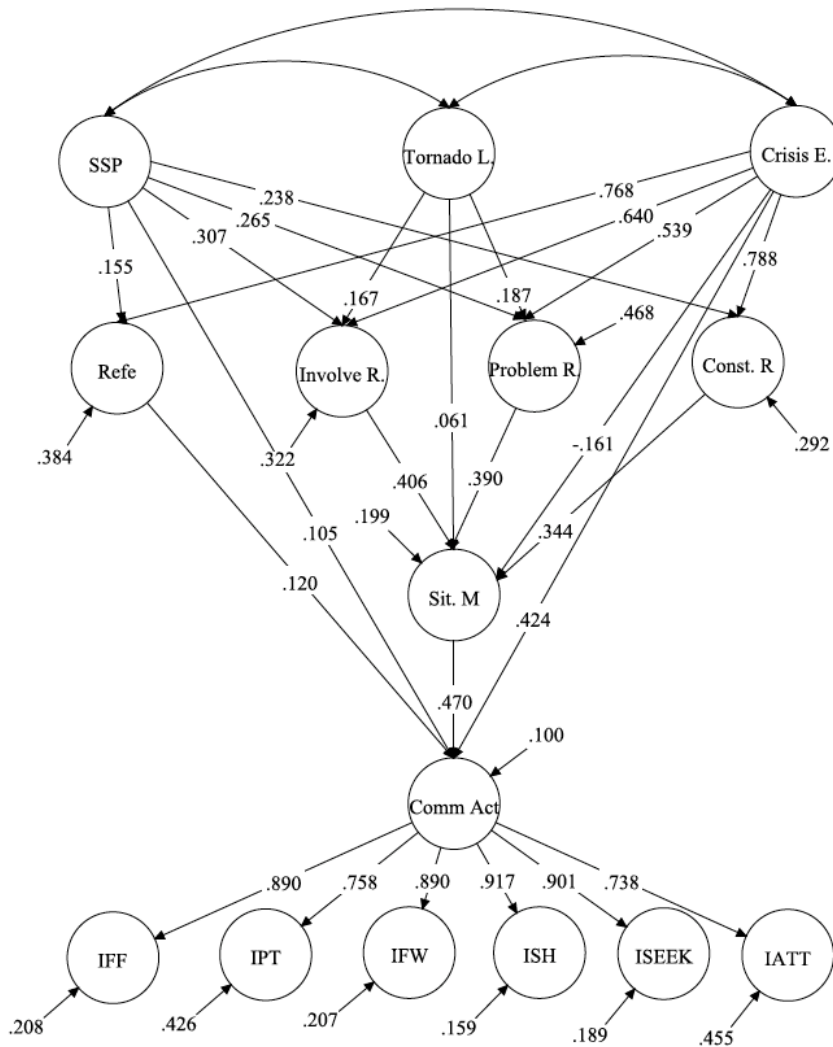 SSP
Tornado L.
Crisis E.
.238
.768
.265
.640
.307
.539
.155
.788
.167
.187
.468
Refe
Involve R.
Problem R.
Const. R
.061
.384
.322
-.161
.292
.406
.390
.199
.344
.105
.120
Sit. M
.424
.470
.100
Comm Act
.890
.758
.890
.917
.901
.738
IFF
IPT
IFW
ISH
ISEEK
IATT
.208
.426
.207
.159
.189
.455